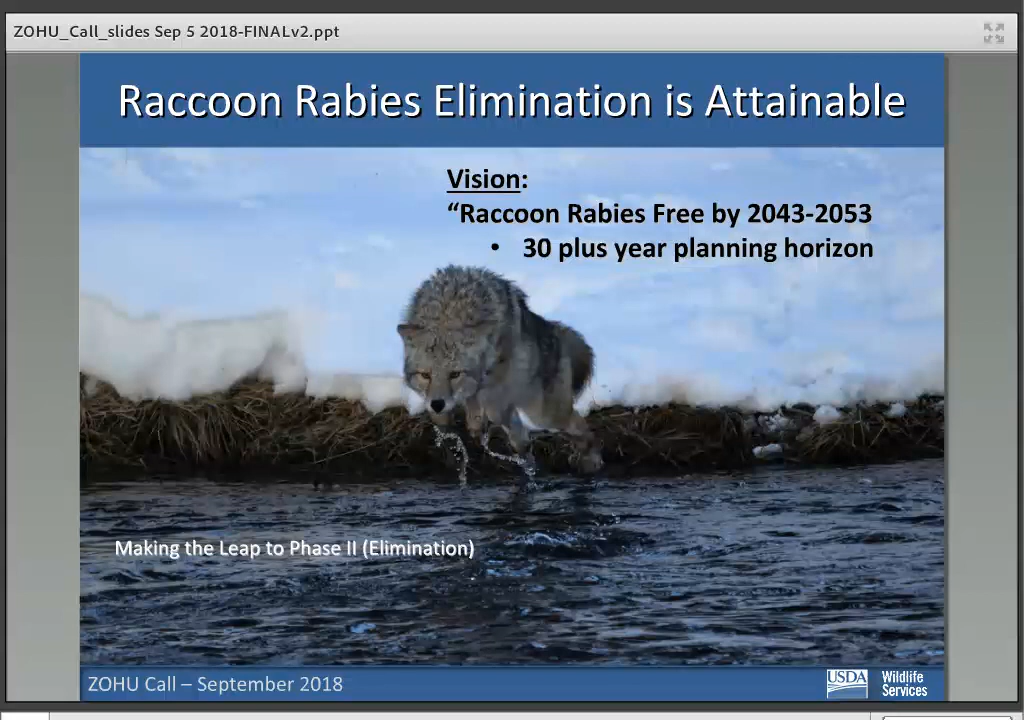 ZOHU_Call_slides Sep 5 2018-FINALv2.ppt
Raccoon Rabies Elimination is Attainable
Vision:
“Raccoon Rabies Free by 2043-2053
• 30 plus year planning horizon
Making the Leap to Phase II (Elimination)
ZOHU Call – September 2018
USDA
Wildlife
Services